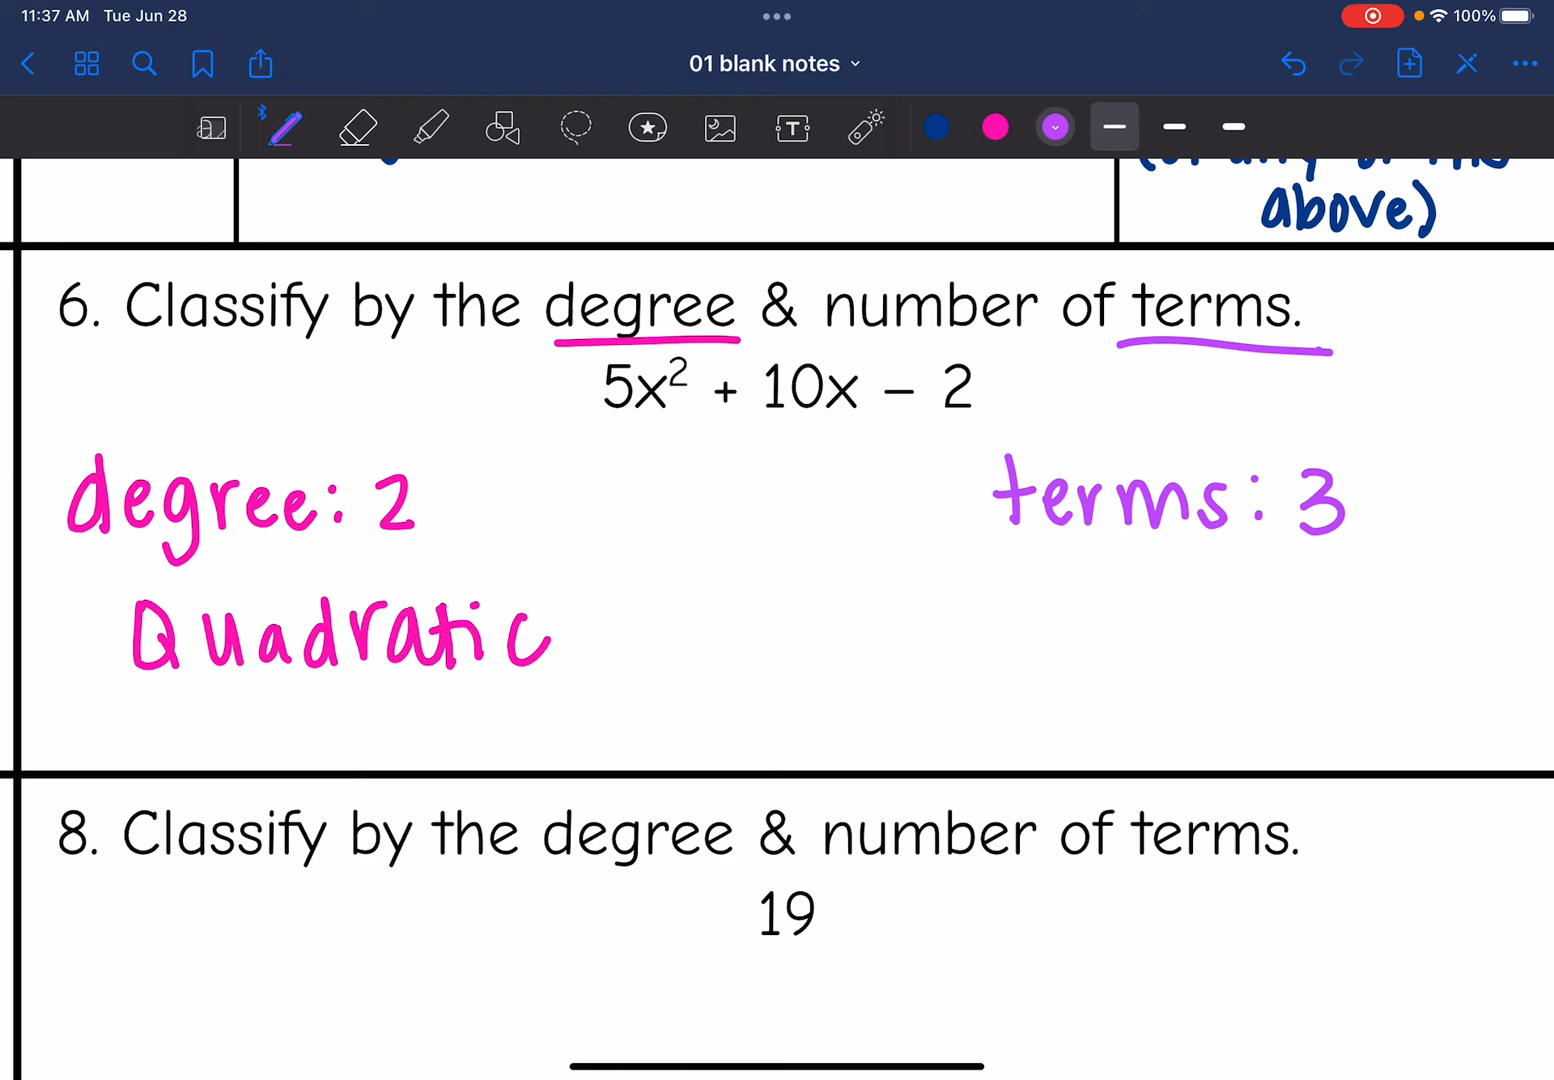 11:37 AM Tue Jun 28
100%
01 blank notes
T
above)
6. Classify by the degree & number of terms.
5x² + 10x – 2
degree: 2
terms: 3
Quadratic
8. Classify by the degree & number of terms.
19